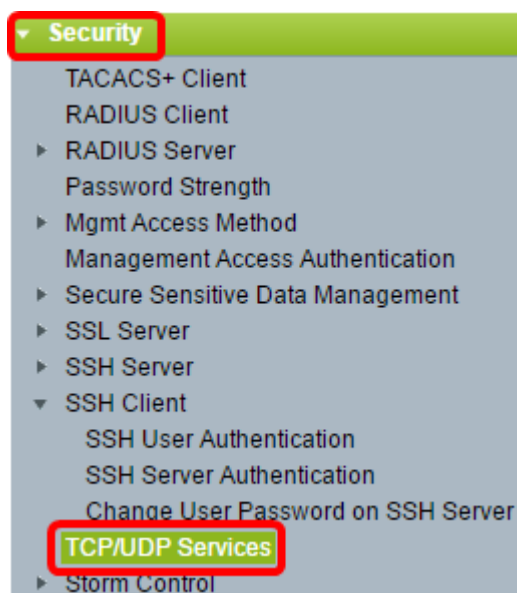 Security
TACACS+ Client
RADIUS Client
RADIUS Server
Password Strength
Mgmt Access Method
Management Access Authentication
Secure Sensitive Data Management
SSL Server
SSH Server
SSH Client
SSH User Authentication
SSH Server Authentication
Change User Password on SSH Server
TCP/UDP Services
Storm Control